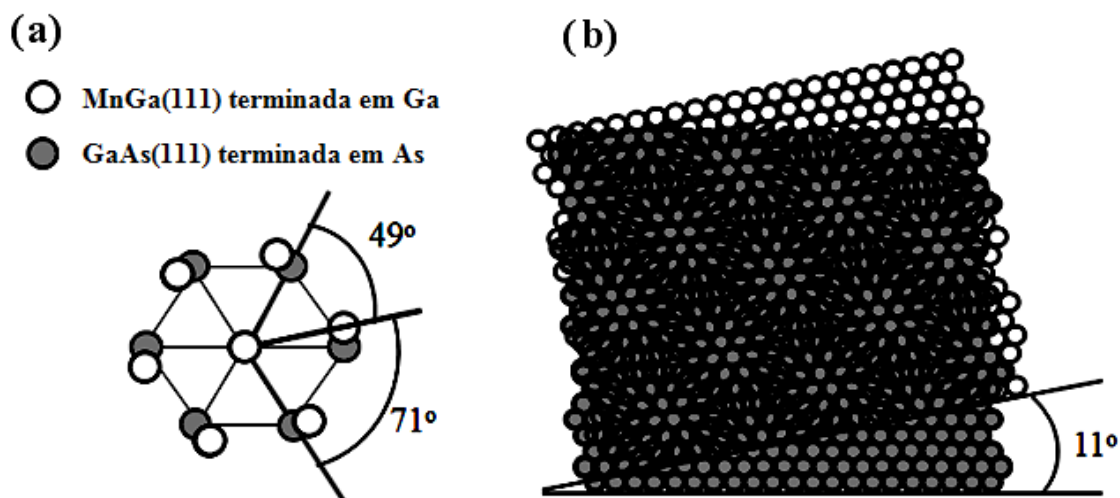 (a)
MnGa(111) terminada em Ga
GaAs(111) terminada em As
49º
71º
(b)
11º